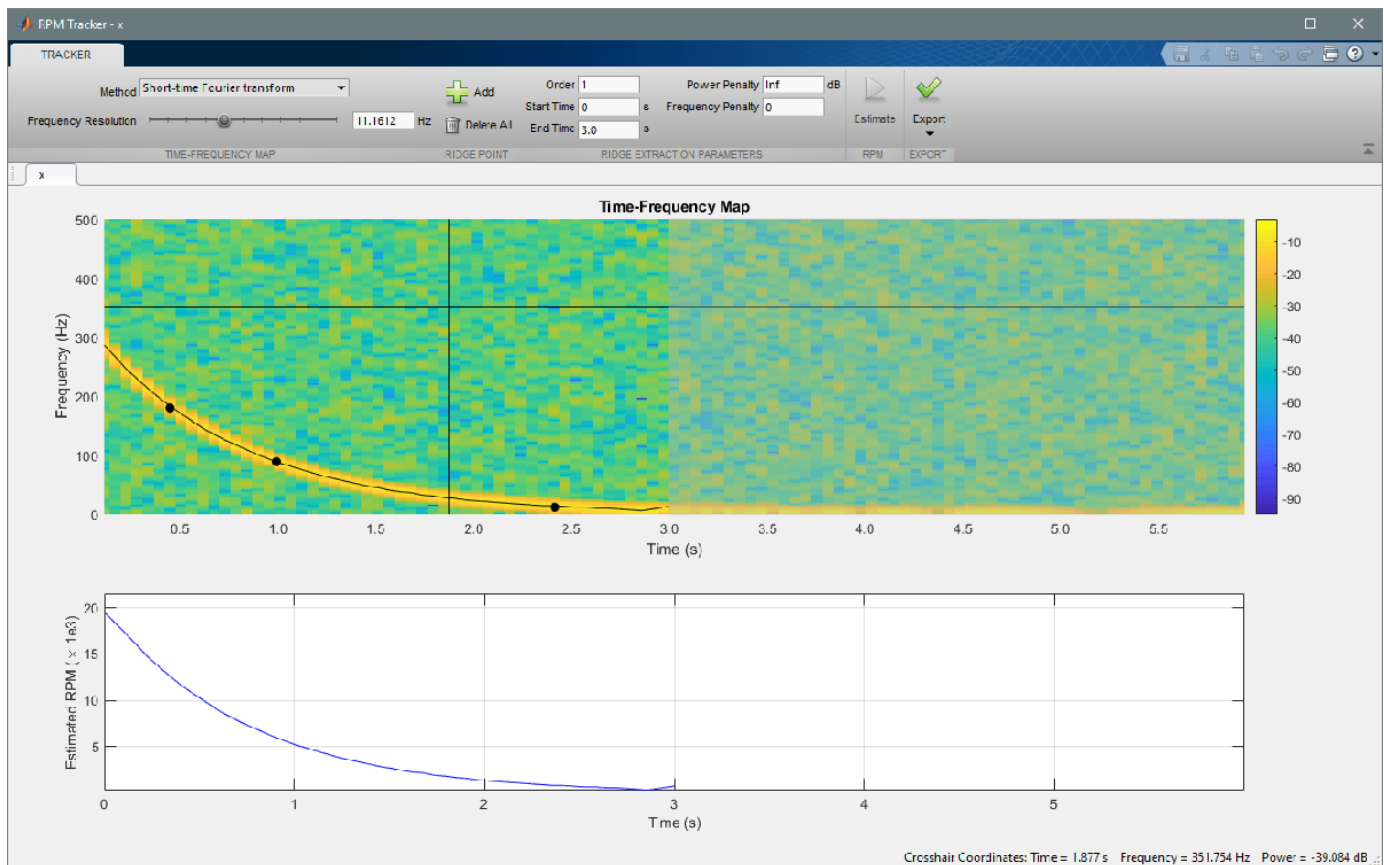 RPM Tracker - x
TRACKER
Method Short-time Fourier transform
Frequency Resolution 11.1612 Hz
TIME-FREQUENCY MAP
Add
Delete All
RIDGE POINT
Order 1 Power Penalty Inf dB
Start Time 0 s Frequency Penalty 0
End Time 3.0 s
RIDGE EXTRACTION PARAMETERS
Estimate
RPM
Export
EXPORT
x
Time-Frequency Map
500
400
300
200
100
0
Frequency (Hz)
0.5 1.0 1.5 2.0 2.5 3.0 3.5 4.0 4.5 5.0 5.5
Time (s)
-10
-20
-30
-40
-50
-60
-70
-80
-90
20
15
10
5
Estimated RPM ( × 1e3)
0 1 2 3 4 5
Time (s)
Crosshair Coordinates: Time = 1.877 s Frequency = 351.754 Hz Power = -39.084 dB